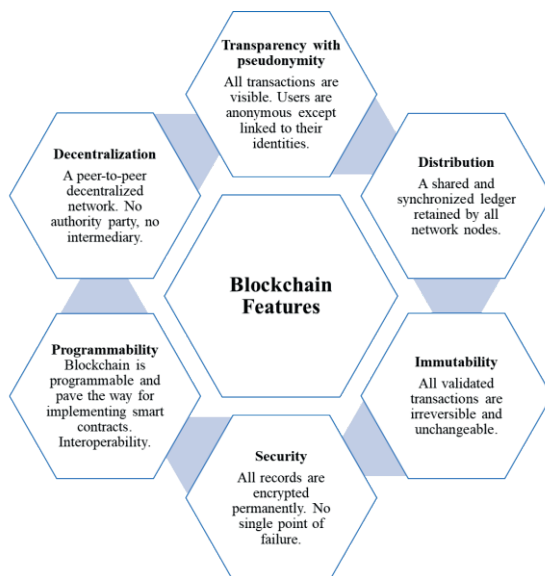 Transparency with
pseudonymity
All transactions are
visible. Users are
anonymous except
linked to their
identities.
Decentralization
A peer-to-peer
decentralized
network. No
authority party, no
intermediary.
Distribution
A shared and
synchronized ledger
retained by all
network nodes.
Blockchain
Features
Programmability
Blockchain is
programmable and
pave the way for
implementing smart
contracts.
Interoperability.
Immutability
All validated
transactions are
irreversible and
unchangeable.
Security
All records are
encrypted
permanently. No
single point of
failure.